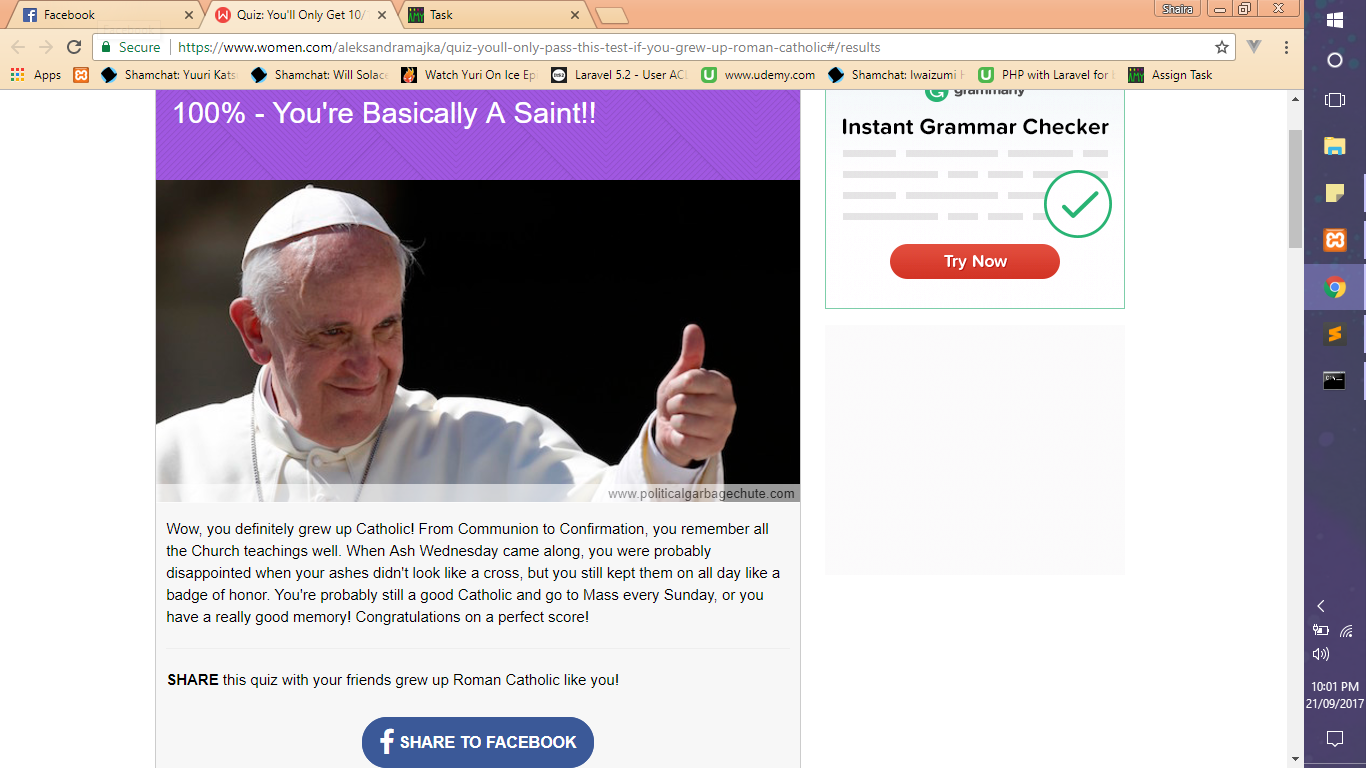 Facebook
Quiz: You'll Only Get 10/
Task
Shaira
Secure
https://www.women.com/aleksandramajka/quiz-youll-only-pass-this-test-if-you-grew-up-roman-catholic#/results
Apps
Shamchat: Yuuri Kats
Shamchat: Will Solace
Watch Yuri On Ice Epi
Laravel 5.2 - User ACL
www.udemy.com
Shamchat: Iwaizumi H
PHP with Laravel for
Assign Task
100% - You're Basically A Saint!!
www.politicalgarbagechute.com
Wow, you definitely grew up Catholic! From Communion to Confirmation, you remember all
the Church teachings well. When Ash Wednesday came along, you were probably
disappointed when your ashes didn't look like a cross, but you still kept them on all day like a
badge of honor. You're probably still a good Catholic and go to Mass every Sunday, or you
have a really good memory! Congratulations on a perfect score!
SHARE this quiz with your friends grew up Roman Catholic like you!
SHARE TO FACEBOOK
grammarly
Instant Grammar Checker
Try Now
10:01 PM
21/09/2017